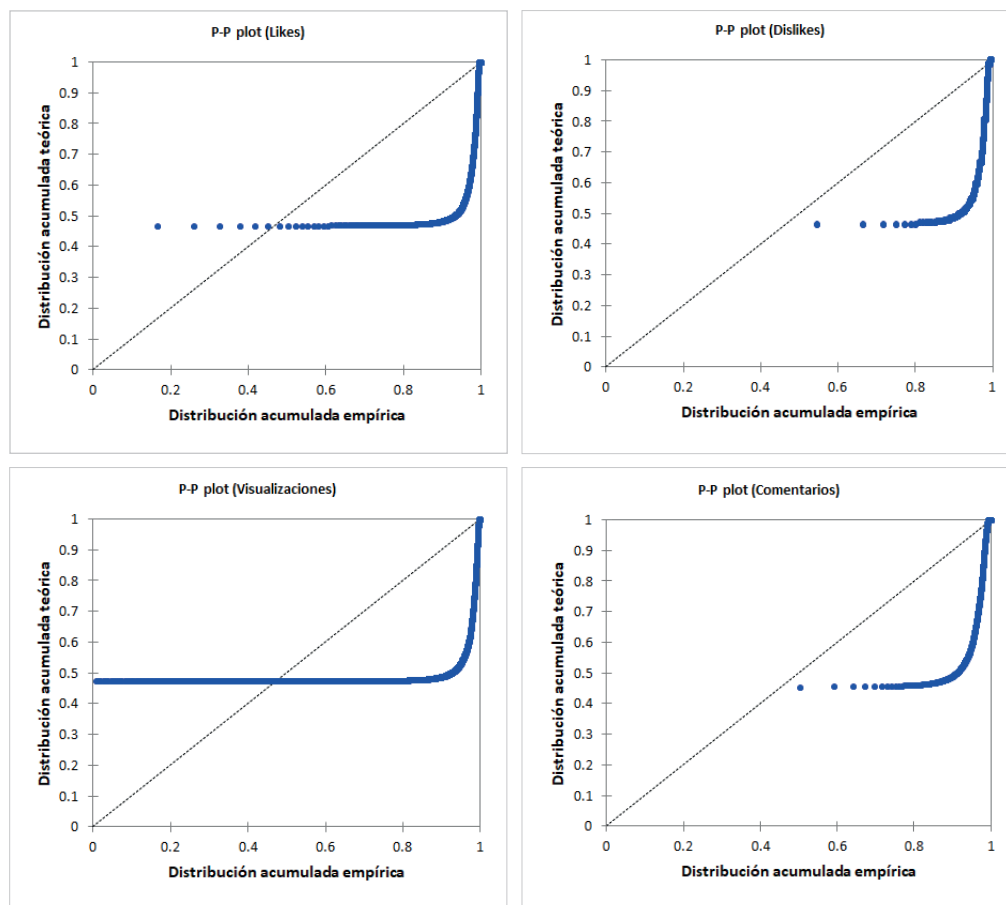 P-P plot (Likes)
1
0.9
0.8
0.7
0.6
0.5
0.4
0.3
0.2
0.1
0
Distribución acumulada teórica
0 0.2 0.4 0.6 0.8 1
Distribución acumulada empírica
P-P plot (Dislikes)
1
0.9
0.8
0.7
0.6
0.5
0.4
0.3
0.2
0.1
0
Distribución acumulada teórica
0 0.2 0.4 0.6 0.8 1
Distribución acumulada empírica
P-P plot (Visualizaciones)
1
0.9
0.8
0.7
0.6
0.5
0.4
0.3
0.2
0.1
0
Distribución acumulada teórica
0 0.2 0.4 0.6 0.8 1
Distribución acumulada empírica
P-P plot (Comentarios)
1
0.9
0.8
0.7
0.6
0.5
0.4
0.3
0.2
0.1
0
Distribución acumulada teórica
0 0.2 0.4 0.6 0.8 1
Distribución acumulada empírica